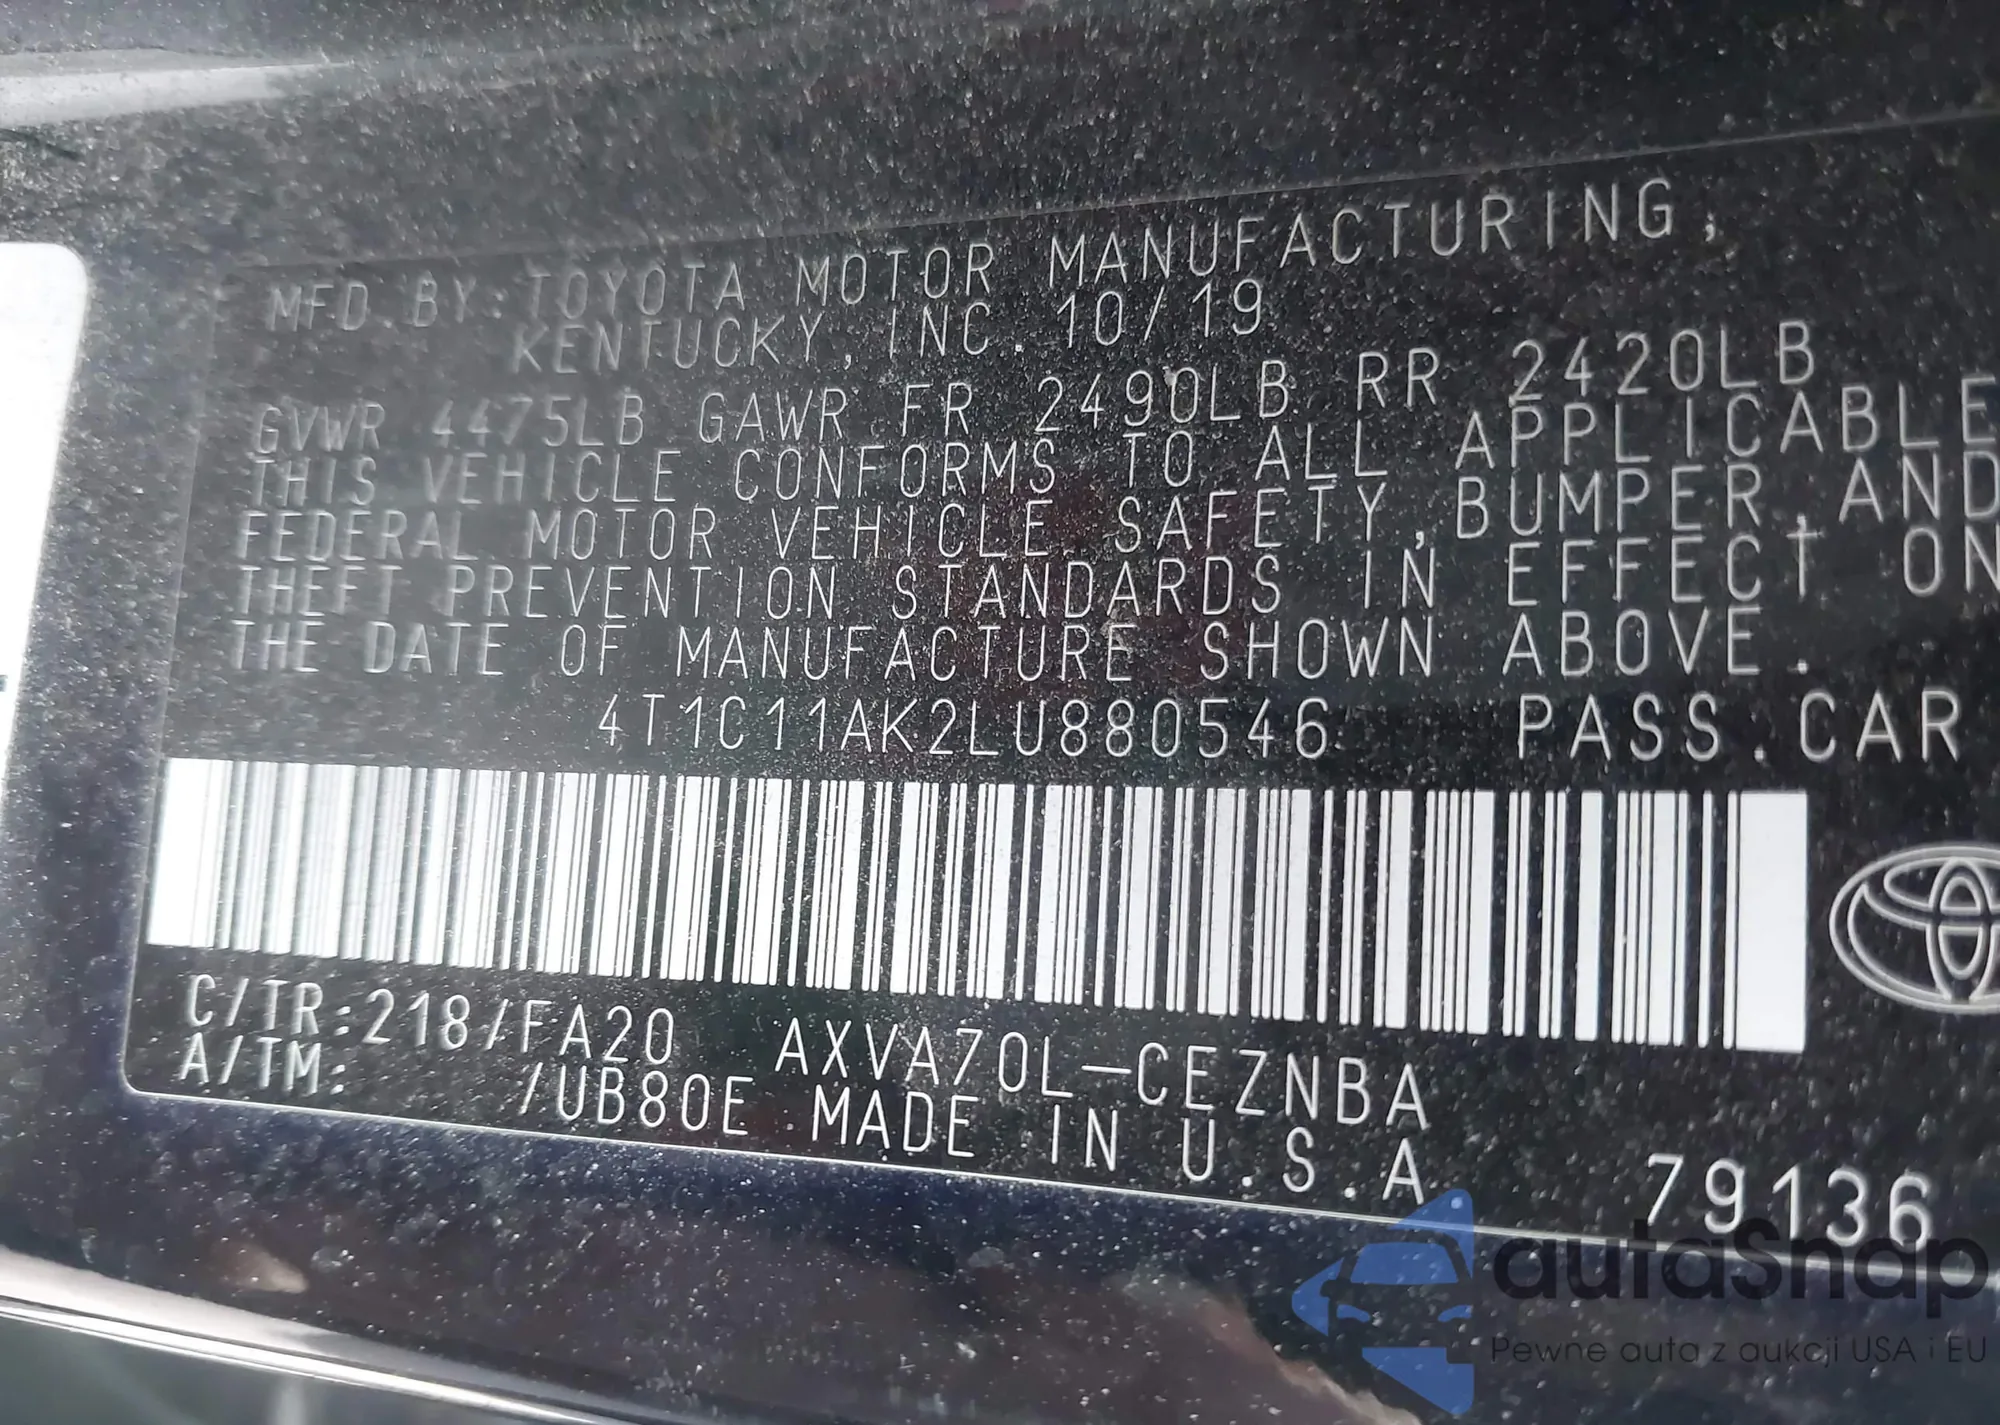 MFD. BY: TOYOTA MOTOR MANUFACTURING,
KENTUCKY, INC. 10/19
GVWR 4475LB GAWR FR 2490LB RR 2420LB
THIS VEHICLE CONFORMS TO ALL APPLICABLE
FEDERAL MOTOR VEHICLE SAFETY, BUMPER, AND
THEFT PREVENTION STANDARDS IN EFFECT ON
THE DATE OF MANUFACTURE SHOWN ABOVE.
4T1C11AK2LU880546 PASS. CAR
C/TR:218/FA20 AXVA70L-CEZNBA
A/TM: /UB80E MADE IN U.S.A
79136
autaSnap
Pewne auta z aukcji USA i EU